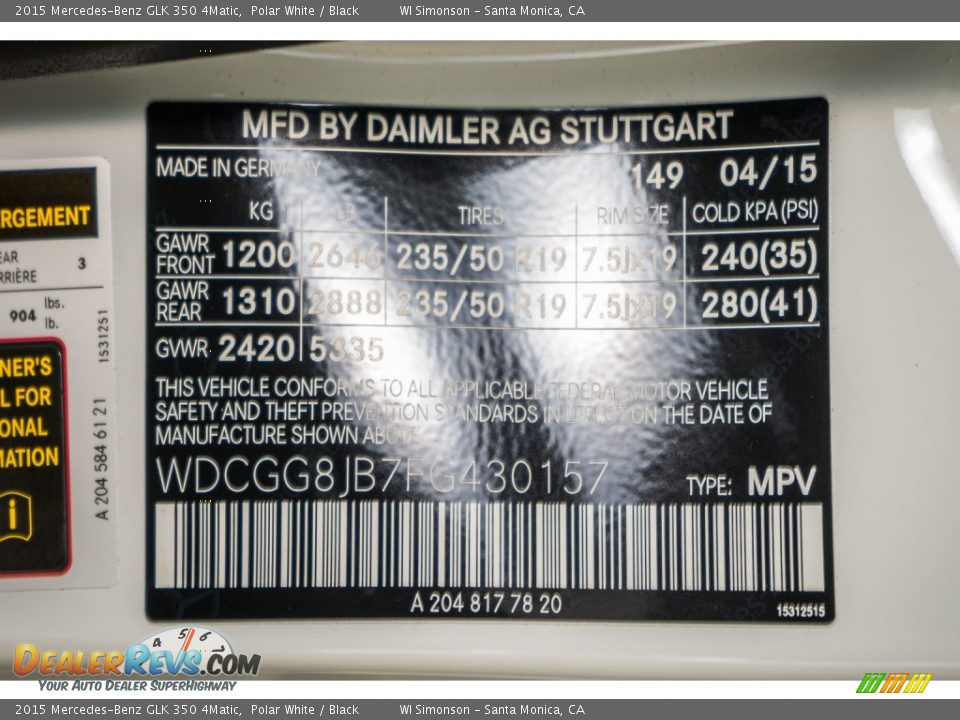 2015 Mercedes-Benz GLK 350 4Matic, Polar White / Black WI Simonson - Santa Monica, CA
MFD BY DAIMLER AG STUTTGART
MADE IN GERMANY 149 04/15
KG LB TIRES RIM SIZE COLD KPA(PSI)
GAWR FRONT 1200 2646 235/50 R19 7.5Jx19 240(35)
GAWR REAR 1310 2888 235/50 R19 7.5Jx19 280(41)
GVWR 2420 5335
THIS VEHICLE CONFORMS TO ALL APPLICABLE FEDERAL MOTOR VEHICLE
SAFETY AND THEFT PREVENTION STANDARDS IN EFFECT ON THE DATE OF
MANUFACTURE SHOWN ABOVE
WDCGG8JB7FG430157 TYPE: MPV
A 204 817 78 20
15312515
RGEMENT
EAR 3
RRIÈRE
904 lbs.
lb.
1531251
NER'S
L FOR
ONAL
MATION
i
A 204 584 61 21
DEALERREVS.COM
4 5 6
YOUR AUTO DEALER SUPERHIGHWAY
2015 Mercedes-Benz GLK 350 4Matic, Polar White / Black WI Simonson - Santa Monica, CA